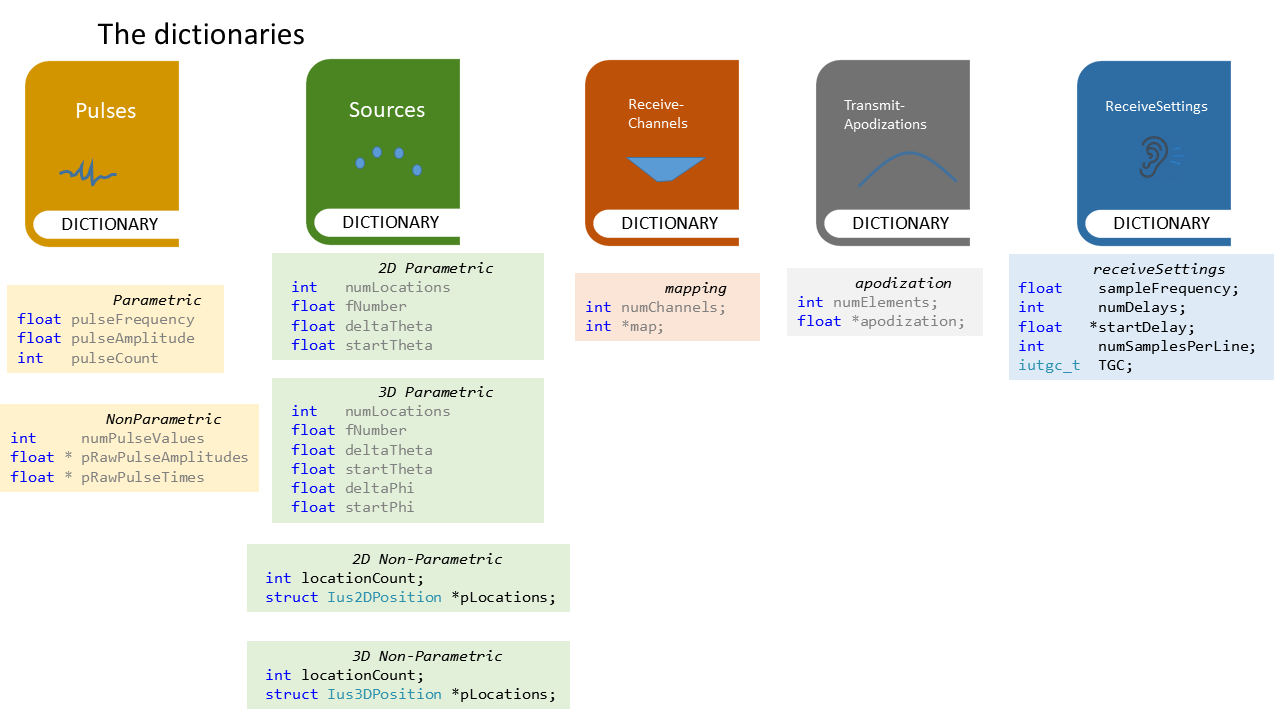 The dictionaries
Pulses
DICTIONARY
Parametric
float pulseFrequency
float pulseAmplitude
int pulseCount
NonParametric
int numPulseValues
float * pRawPulseAmplitudes
float * pRawPulseTimes
Sources
DICTIONARY
2D Parametric
int numLocations
float fNumber
float deltaTheta
float startTheta
3D Parametric
int numLocations
float fNumber
float deltaTheta
float startTheta
float deltaPhi
float startPhi
2D Non-Parametric
int locationCount;
struct Ius2DPosition *pLocations;
3D Non-Parametric
int locationCount;
struct Ius3DPosition *pLocations;
Receive-
Channels
DICTIONARY
mapping
int numChannels;
int *map;
Transmit-
Apodizations
DICTIONARY
apodization
int numElements;
float *apodization;
ReceiveSettings
DICTIONARY
receiveSettings
float sampleFrequency;
int numDelays;
float *startDelay;
int numSamplesPerLine;
iutgc_t TGC;